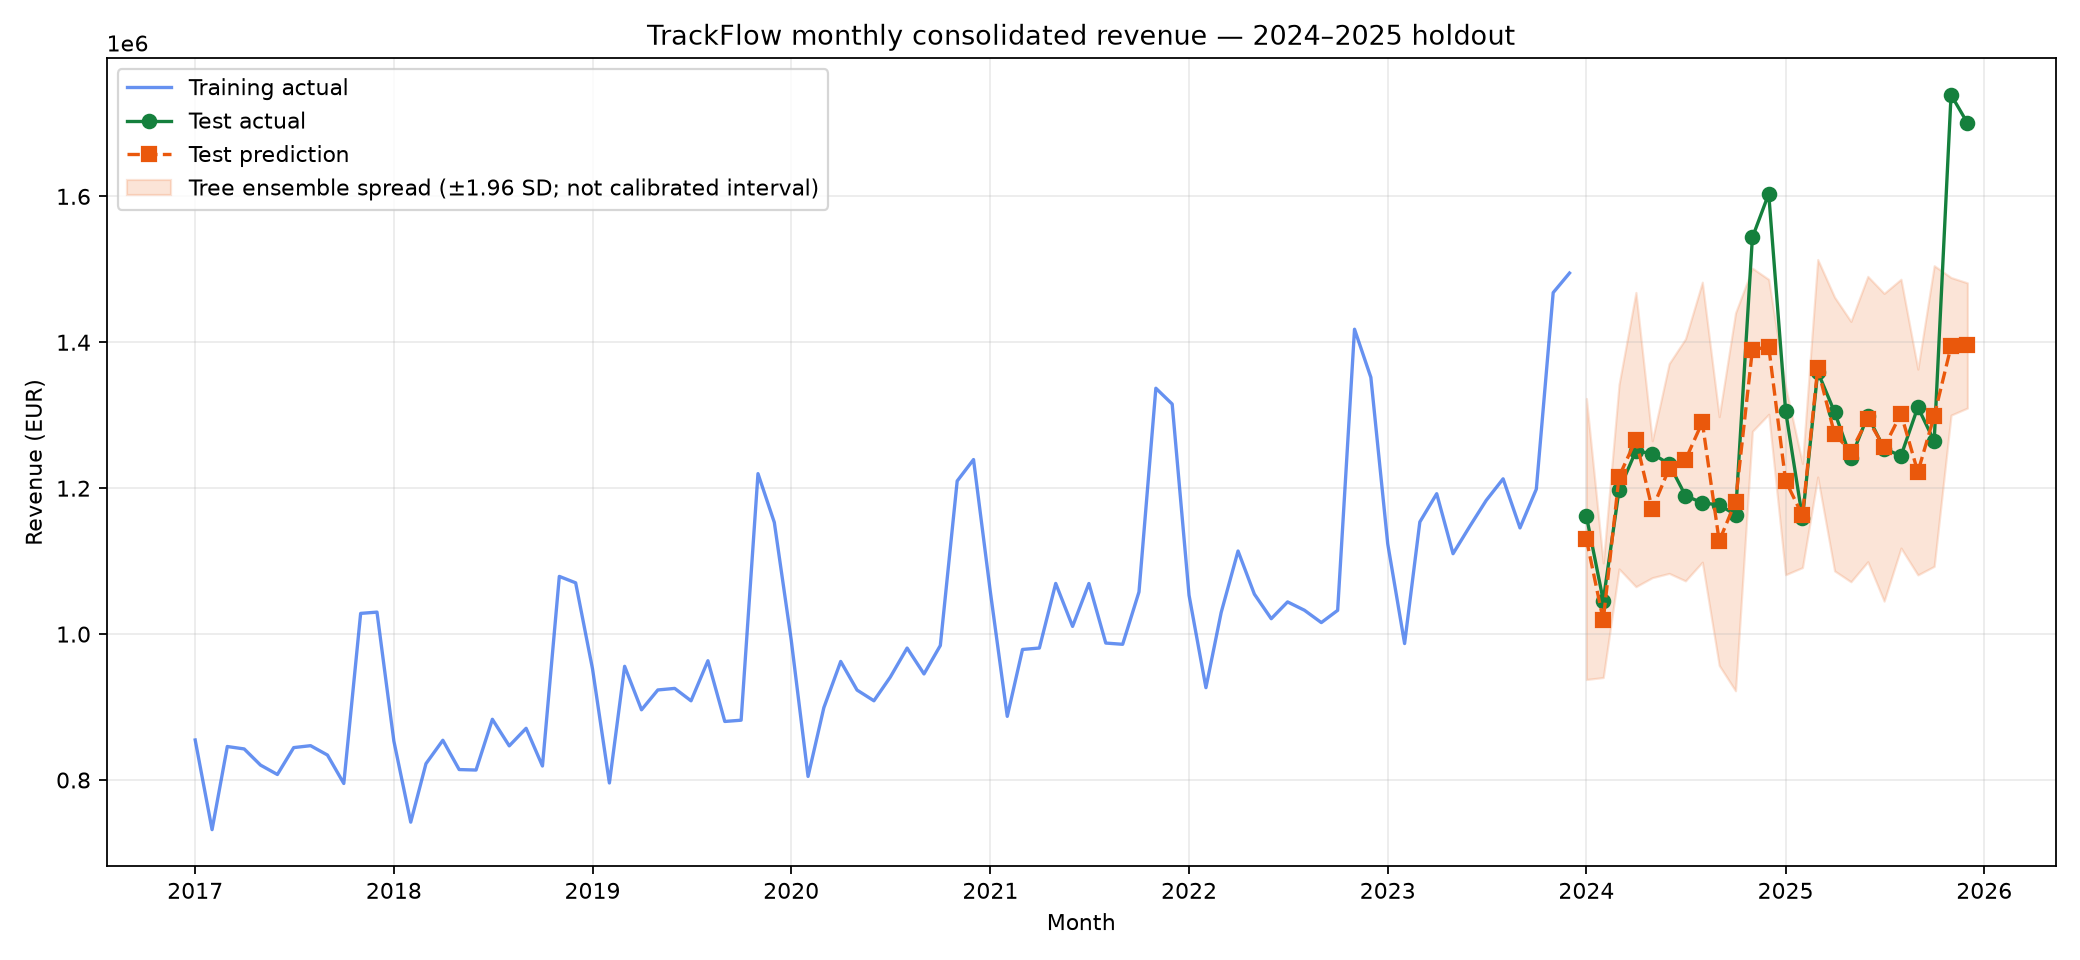 TrackFlow monthly consolidated revenue — 2024–2025 holdout
1e6
Training actual
Test actual
Test prediction
Tree ensemble spread (±1.96 SD; not calibrated interval)
1.6
1.4
1.2
1.0
0.8
Revenue (EUR)
2017 2018 2019 2020 2021 2022 2023 2024 2025 2026
Month